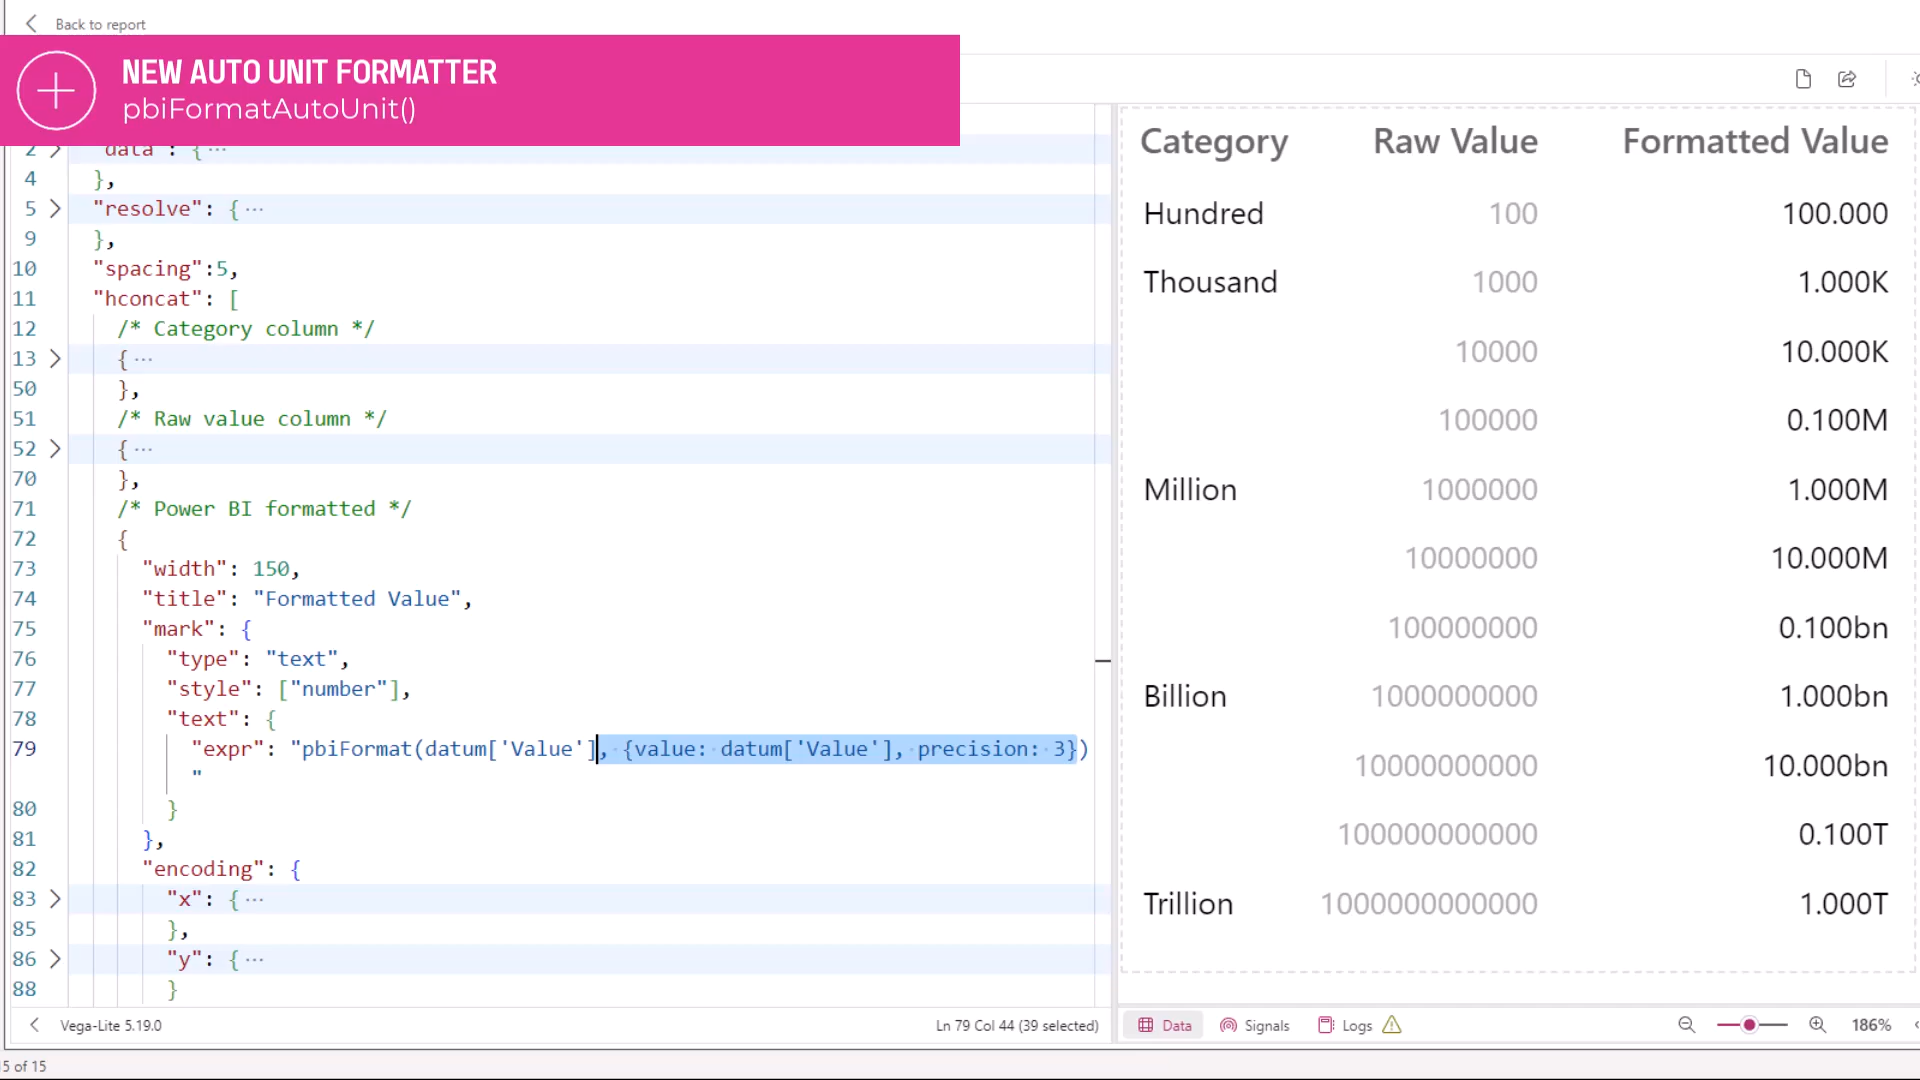 Back to report
NEW AUTO UNIT FORMATTER
pbiFormatAutoUnit()
2 "data": {···
4 },
5 "resolve": {···
9 },
10 "spacing":5,
11 "hconcat": [
12 /* Category column */
13 {···
50 },
51 /* Raw value column */
52 {···
70 },
71 /* Power BI formatted */
72 {
73 "width": 150,
74 "title": "Formatted Value",
75 "mark": {
76 "type": "text",
77 "style": ["number"],
78 "text": {
79 "expr": "pbiFormat(datum['Value'], {value: datum['Value'], precision: 3})
"
80 }
81 },
82 "encoding": {
83 "x": {···
85 },
86 "y": {···
88 }
Vega-Lite 5.19.0
Ln 79 Col 44 (39 selected)
Category Raw Value Formatted Value
Hundred 100 100.000
Thousand 1000 1.000K
10000 10.000K
100000 0.100M
Million 1000000 1.000M
10000000 10.000M
100000000 0.100bn
Billion 1000000000 1.000bn
10000000000 10.000bn
100000000000 0.100T
Trillion 1000000000000 1.000T
Data Signals Logs 186%
5 of 15